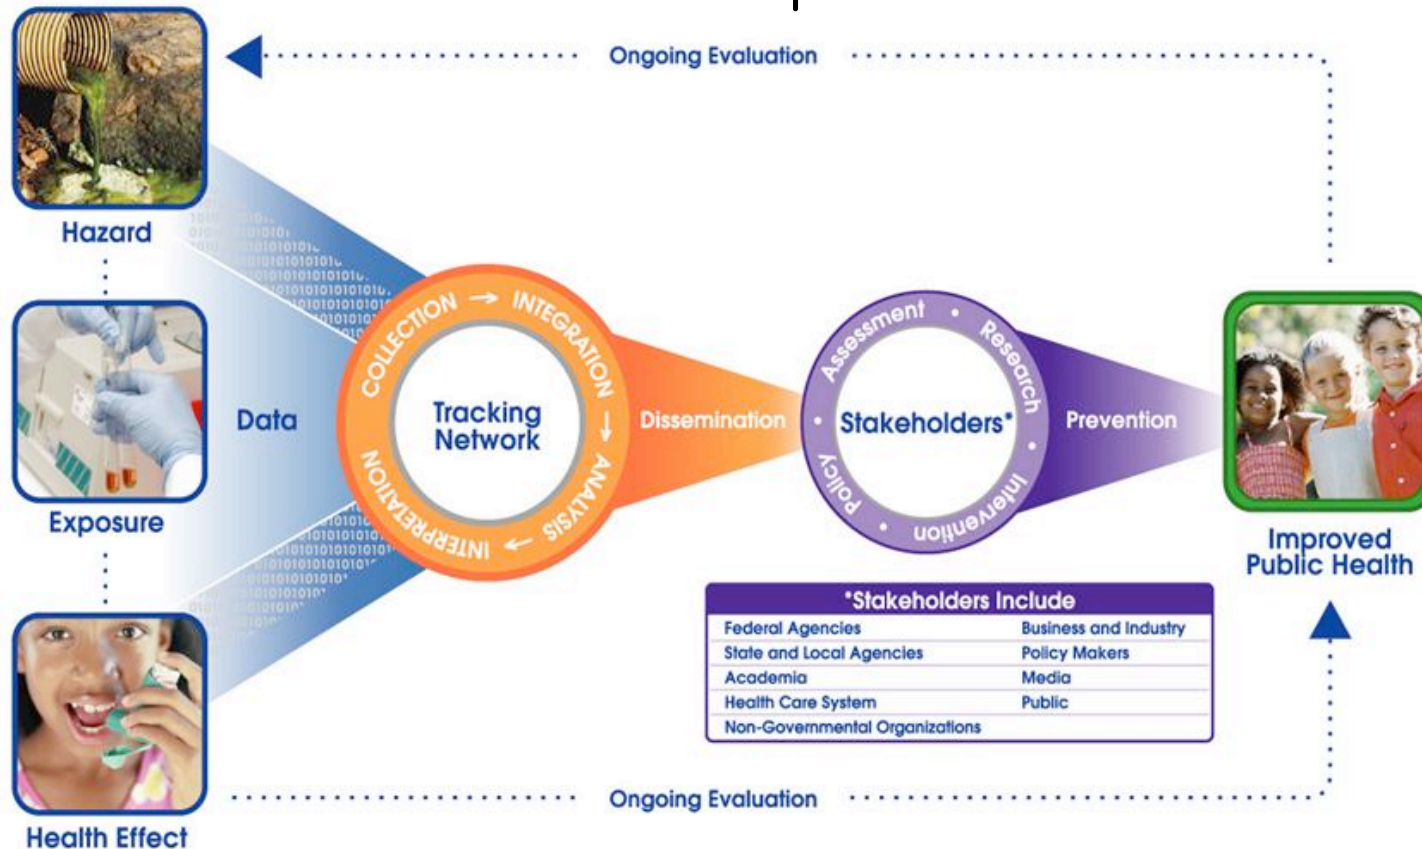 Ongoing Evaluation
Hazard
Exposure
Health Effect
Data
COLLECTION → INTEGRATION → ANALYSIS → INTERPRETATION
Tracking
Network
Dissemination
Assessment • Research • Intervention • Policy •
Stakeholders*
Prevention
Improved
Public Health
*Stakeholders Include
Federal Agencies
Business and Industry
State and Local Agencies
Policy Makers
Academia
Media
Health Care System
Public
Non-Governmental Organizations
Ongoing Evaluation